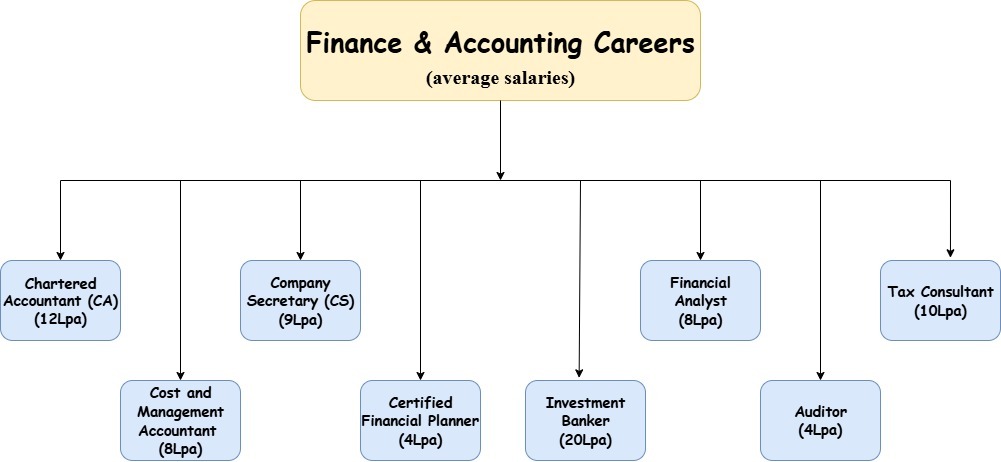 Finance & Accounting Careers
(average salaries)
Chartered
Accountant (CA)
(12Lpa)
Cost and
Management
Accountant
(8Lpa)
Company
Secretary (CS)
(9Lpa)
Certified
Financial Planner
(4Lpa)
Investment
Banker
(20Lpa)
Financial
Analyst
(8Lpa)
Auditor
(4Lpa)
Tax Consultant
(10Lpa)